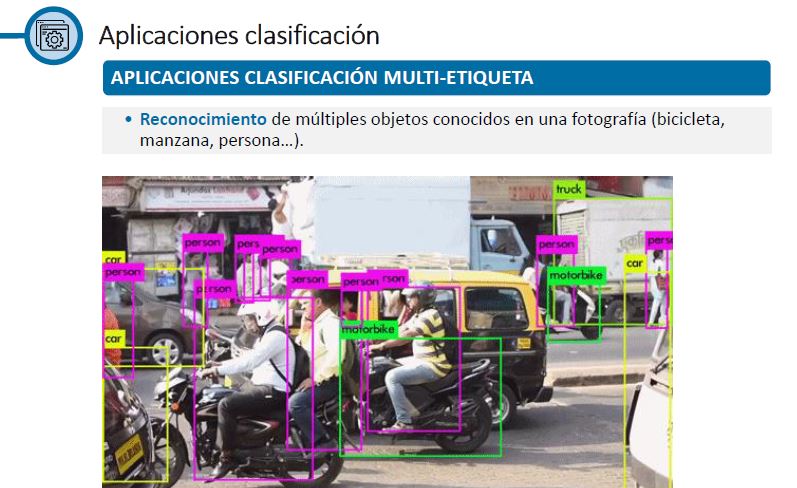 Aplicaciones clasificación
APLICACIONES CLASIFICACIÓN MULTI-ETIQUETA
• Reconocimiento de múltiples objetos conocidos en una fotografía (bicicleta,
manzana, persona...).
truck
person
pers
person
person
perso
car
person
car
motorbike
person
person
person
rson
motorbike
car